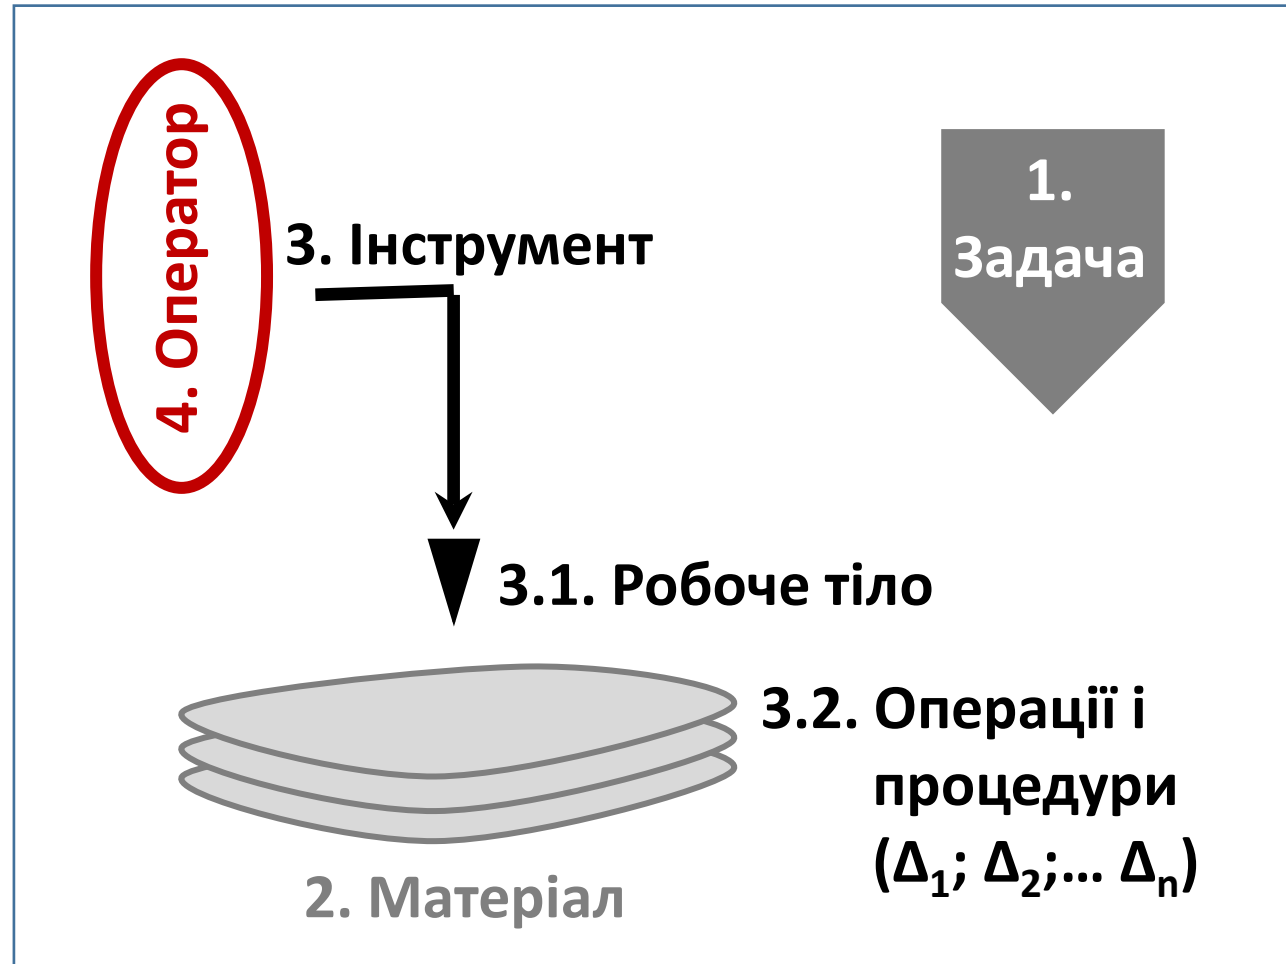 4. Оператор
3. Інструмент
1.
Задача
3.1. Робоче тіло
3.2. Операції і
процедури
(Δ₁; Δ₂;... Δₙ)
2. Матеріал